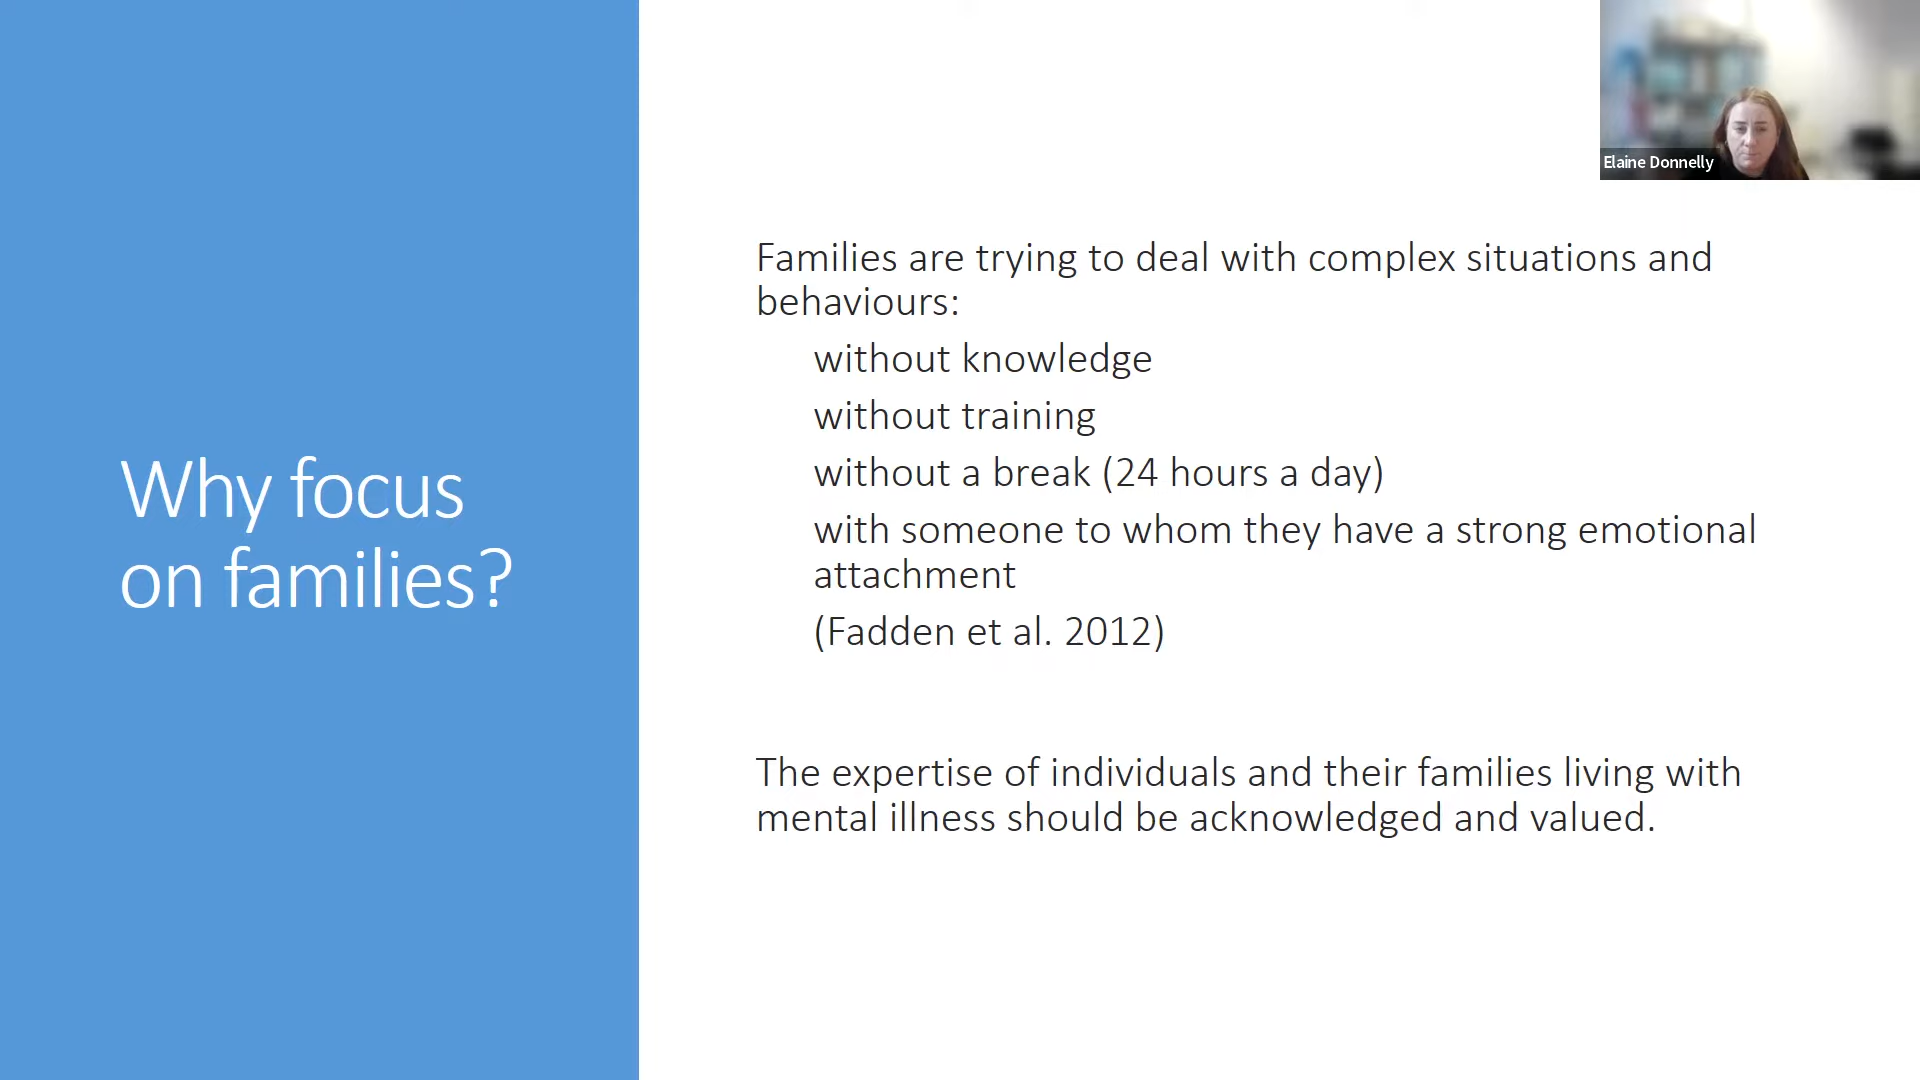 Why focus
on families?
Families are trying to deal with complex situations and
behaviours:
without knowledge
without training
without a break (24 hours a day)
with someone to whom they have a strong emotional
attachment
(Fadden et al. 2012)
The expertise of individuals and their families living with
mental illness should be acknowledged and valued.
Elaine Donnelly